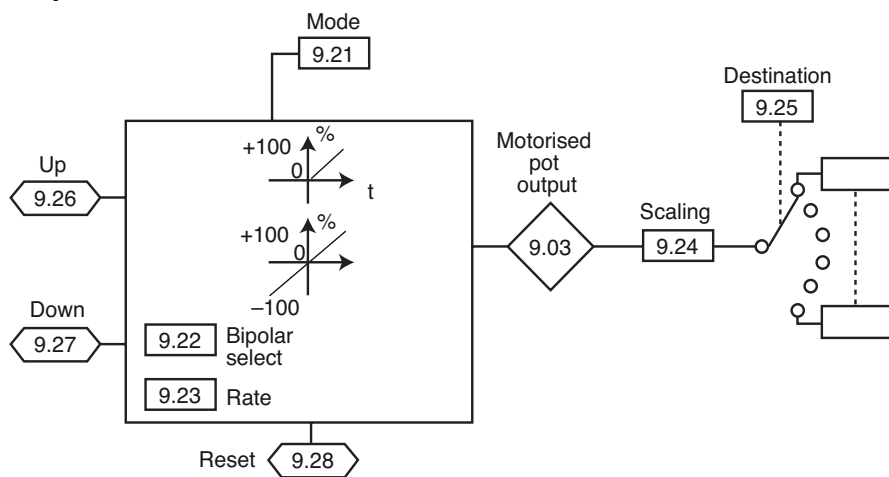 Mode
9.21
Destination
9.25
+100
%
0
t
Up
9.26
Motorised
pot
output
9.03
Scaling
9.24
+100
%
0
–100
Down
9.27
9.22
Bipolar
select
9.23
Rate
Reset
9.28